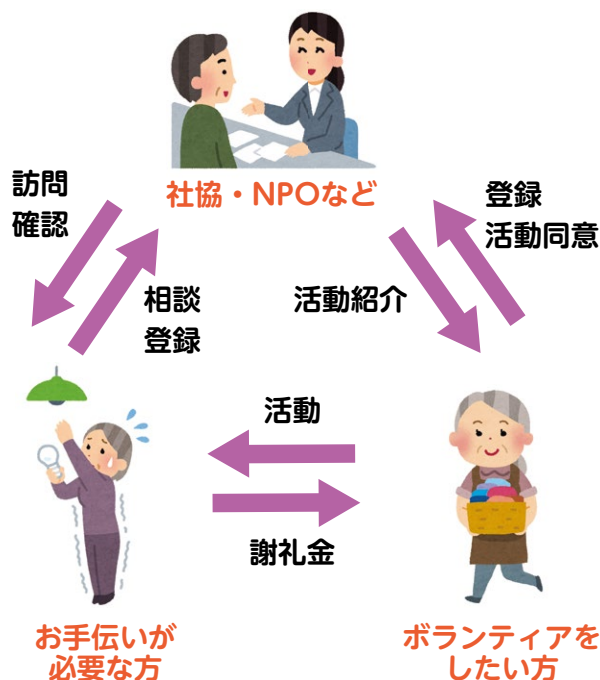 社協・NPOなど
訪問
確認
相談
登録
活動紹介
登録
活動同意
活動
謝礼金
お手伝いが
必要な方
ボランティアを
したい方